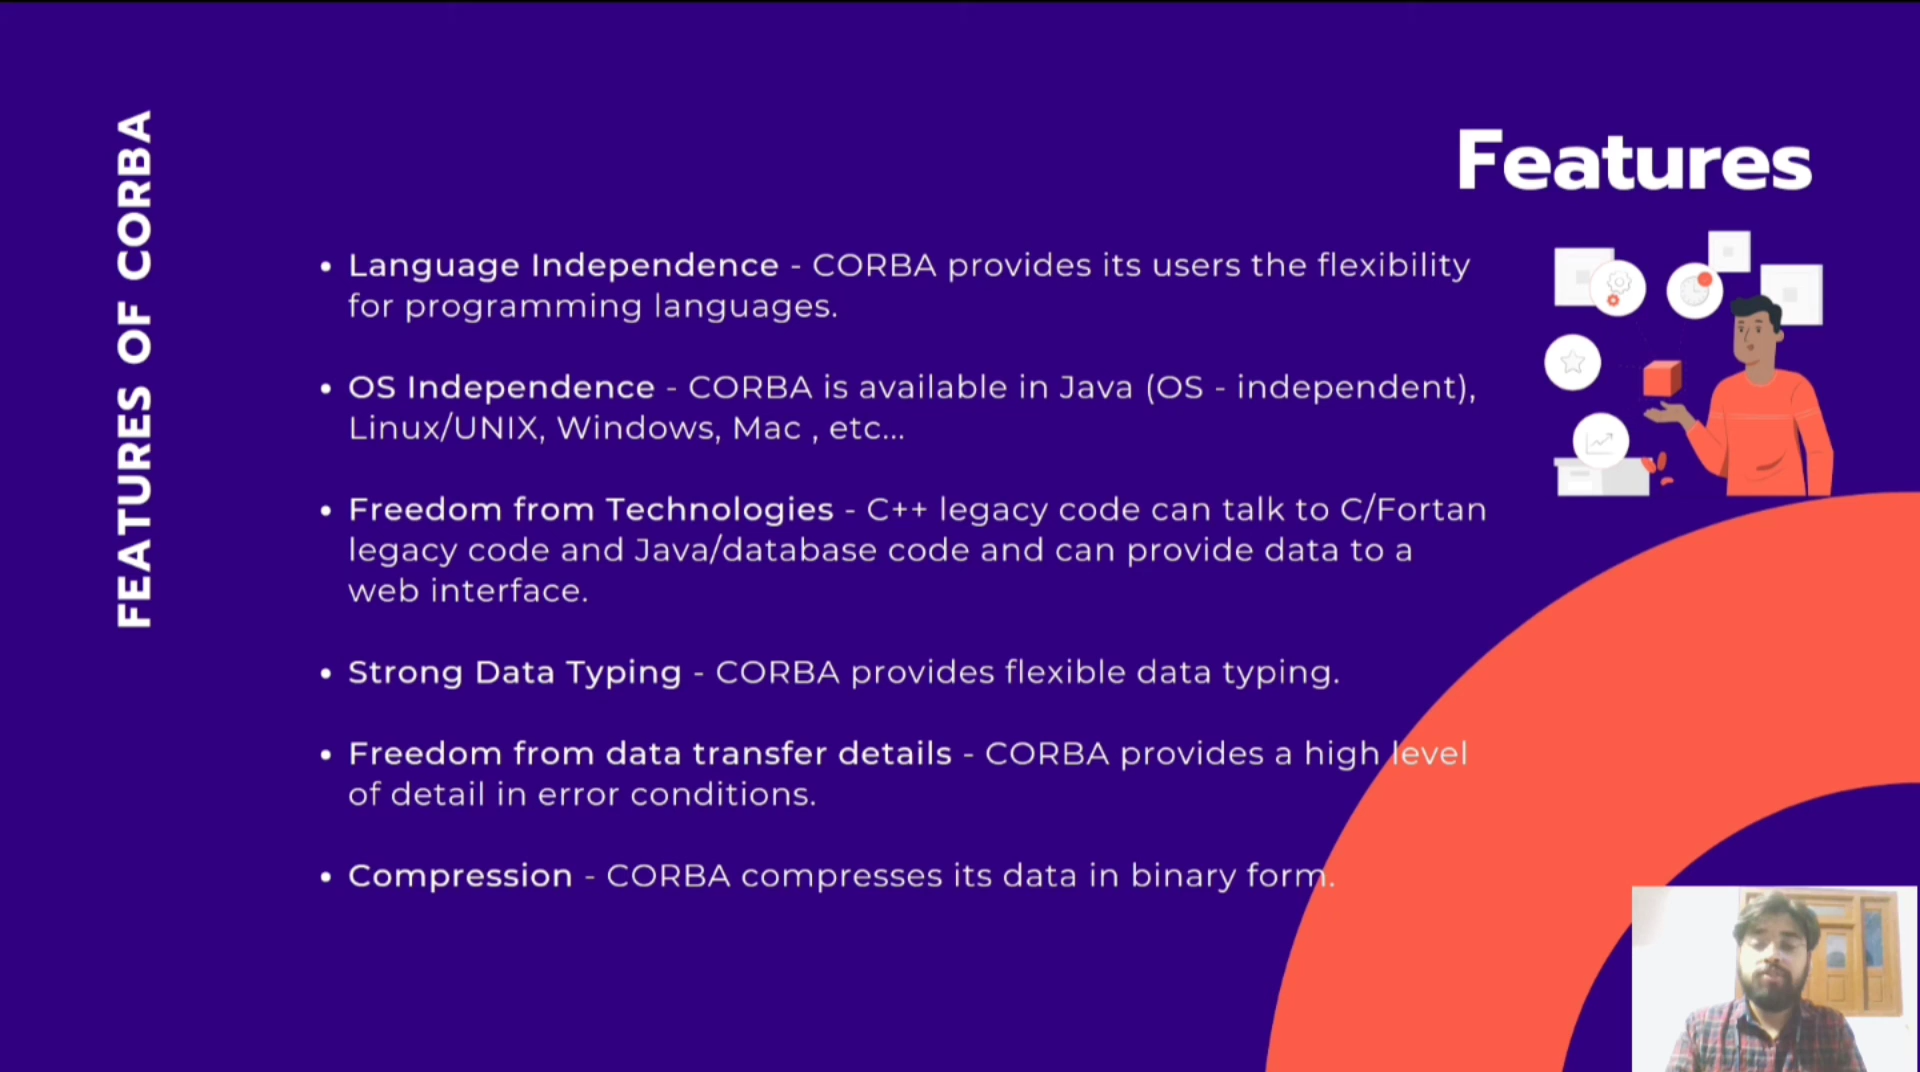 FEATURES OF CORBA
Features
• Language Independence - CORBA provides its users the flexibility
for programming languages.
• OS Independence - CORBA is available in Java (OS - independent),
Linux/UNIX, Windows, Mac , etc...
• Freedom from Technologies - C++ legacy code can talk to C/Fortan
legacy code and Java/database code and can provide data to a
web interface.
• Strong Data Typing - CORBA provides flexible data typing.
• Freedom from data transfer details - CORBA provides a high level
of detail in error conditions.
• Compression - CORBA compresses its data in binary form.